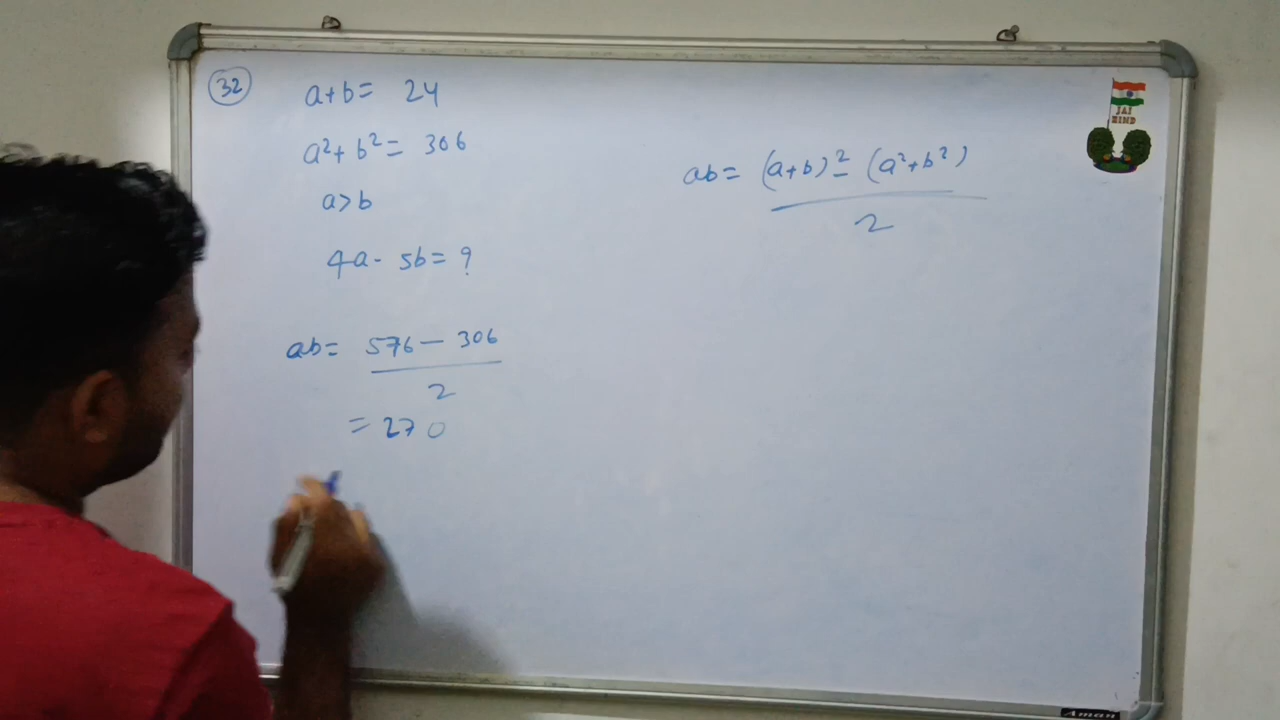 32
a+b= 24
a²+b²= 306
a>b
4a- 5b= ?
ab= 576-306
2
= 270
ab= (a+b)²-(a²+b²)
2
JAI
HIND
Aman